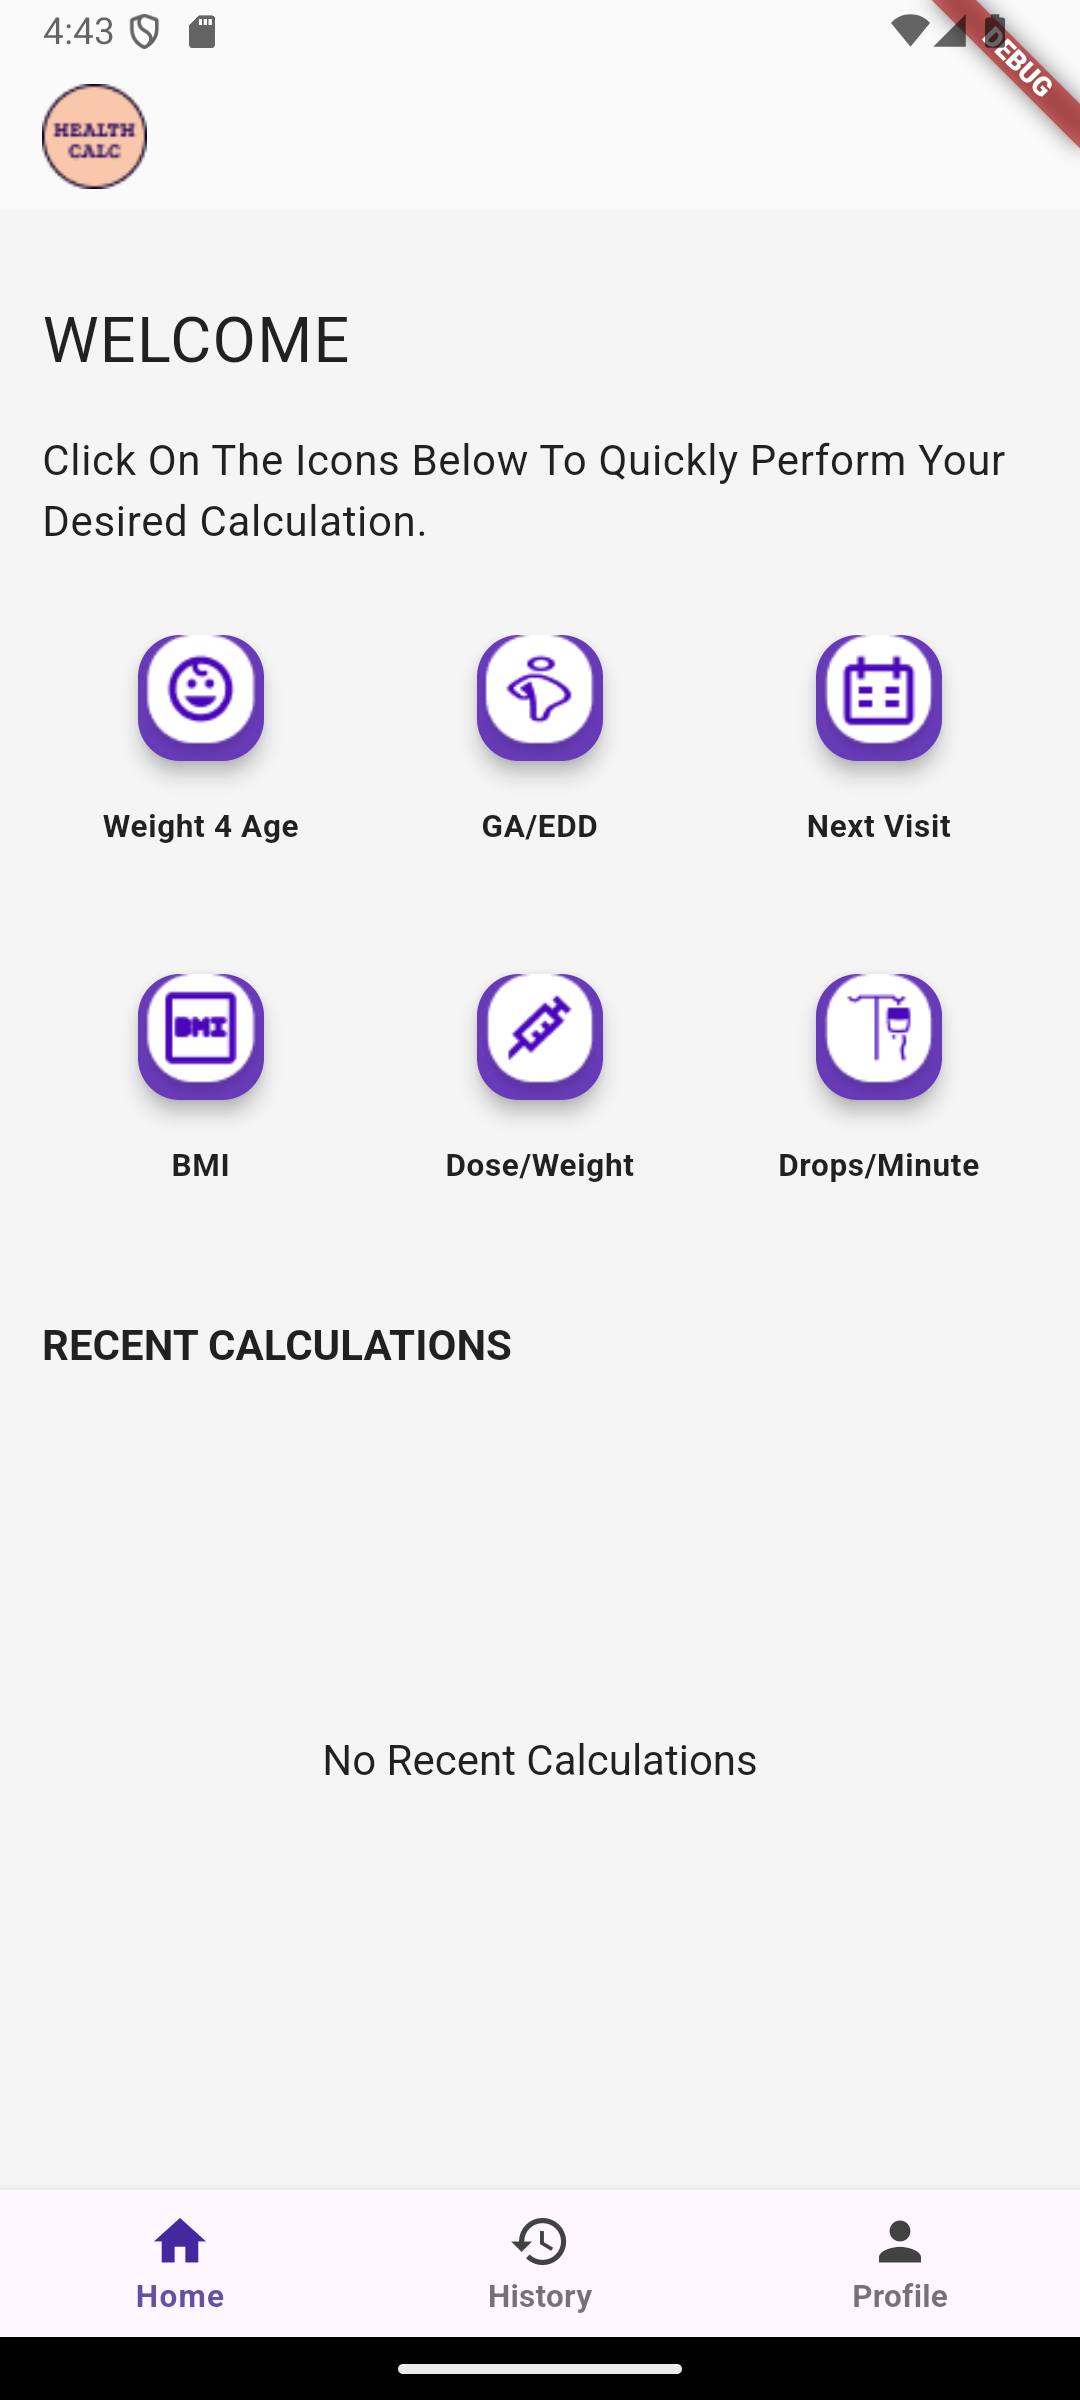 4:43
DEBUG
HEALTH
CALC
WELCOME
Click On The Icons Below To Quickly Perform Your
Desired Calculation.
Weight 4 Age
GA/EDD
Next Visit
BMI
BMI
Dose/Weight
Drops/Minute
RECENT CALCULATIONS
No Recent Calculations
Home
History
Profile